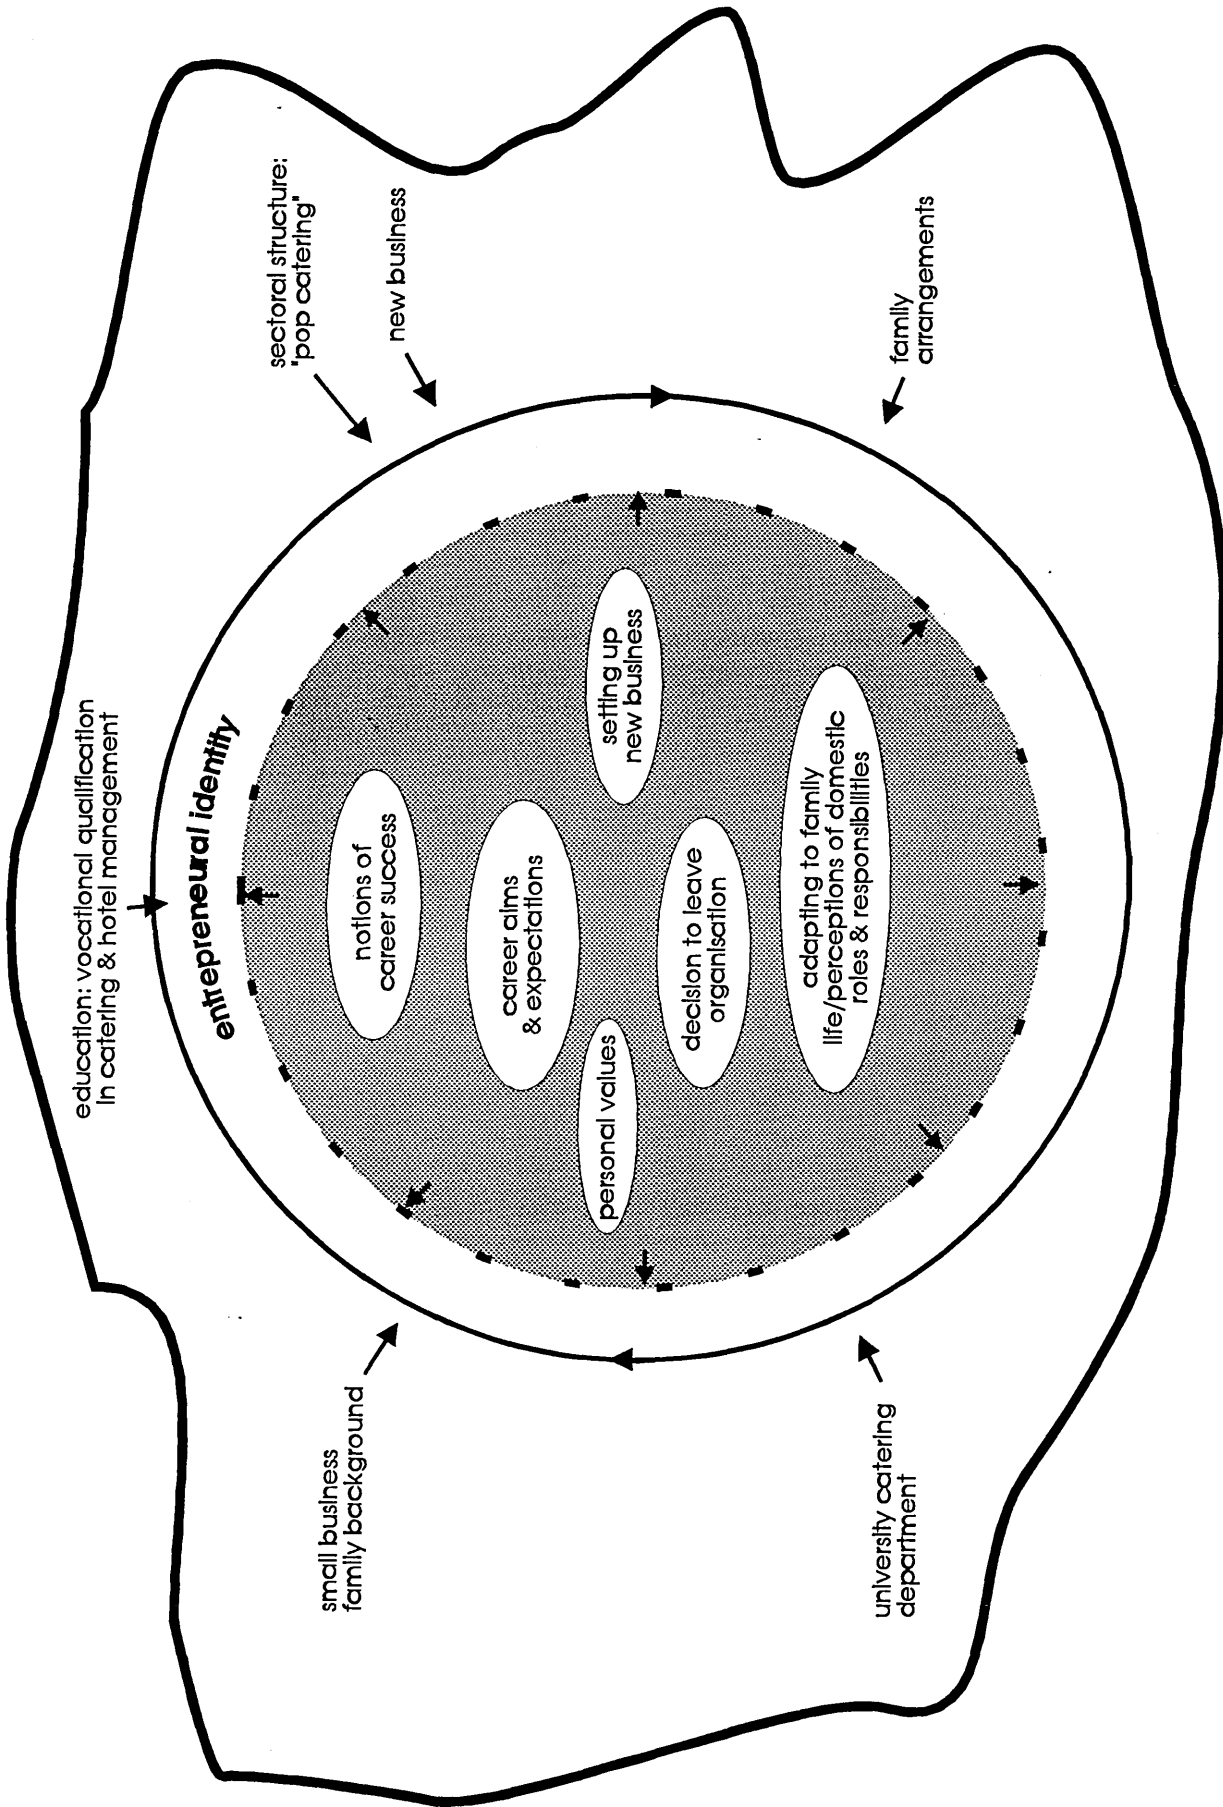 education: vocational qualification
in catering & hotel management
entrepreneural identity
small business
family background
sectoral structure:
"pop catering"
new business
notions of
career success
career aims
& expectations
personal values
setting up
new business
decision to leave
organisation
adapting to family
life/perceptions of domestic
roles & responsibilities
university catering
department
family
arrangements